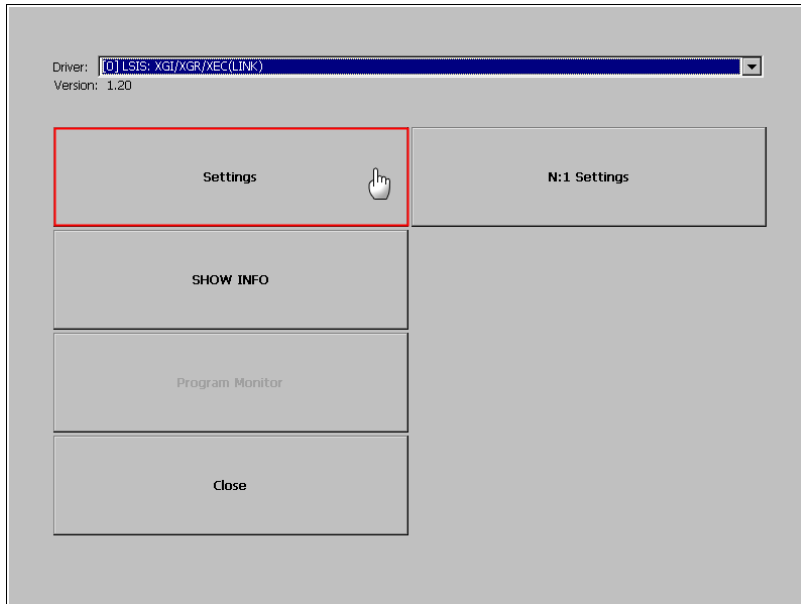 Driver: [0] LSIS: XGI/XGR/XEC(LINK)
Version: 1.20
Settings
N:1 Settings
SHOW INFO
Program Monitor
Close